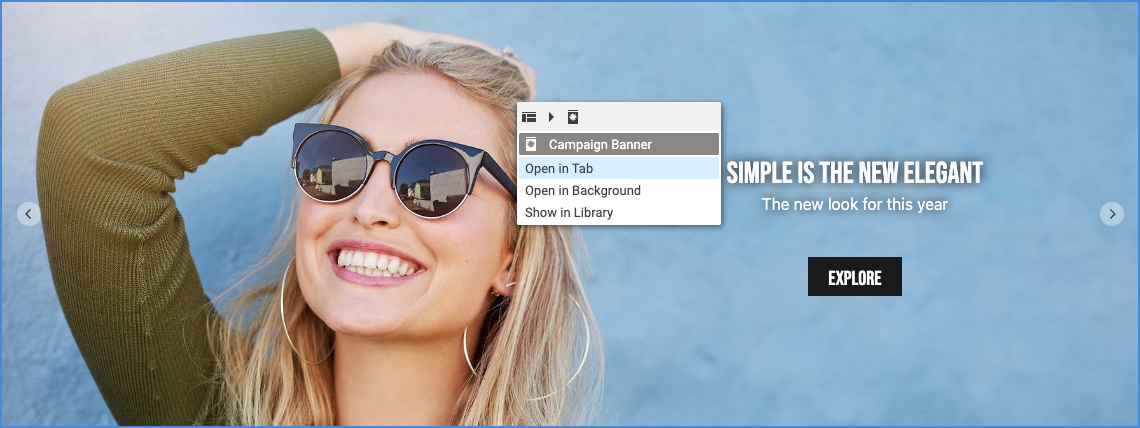 Campaign Banner
Open in Tab
Open in Background
Show in Library
SIMPLE IS THE NEW ELEGANT
The new look for this year
EXPLORE